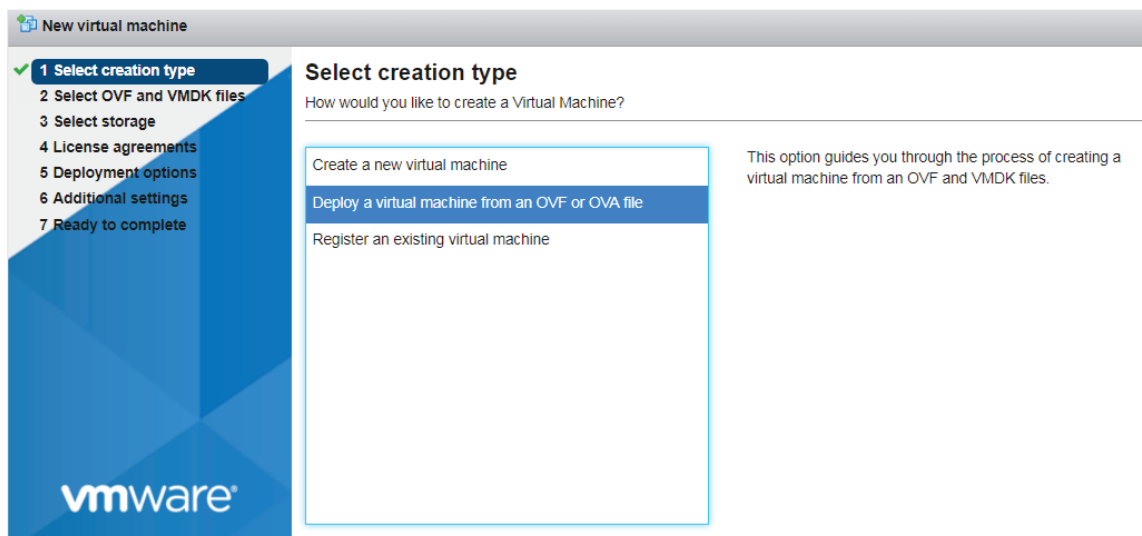 New virtual machine
1 Select creation type
2 Select OVF and VMDK files
3 Select storage
4 License agreements
5 Deployment options
6 Additional settings
7 Ready to complete
vmware®
Select creation type
How would you like to create a Virtual Machine?
Create a new virtual machine
Deploy a virtual machine from an OVF or OVA file
Register an existing virtual machine
This option guides you through the process of creating a
virtual machine from an OVF and VMDK files.